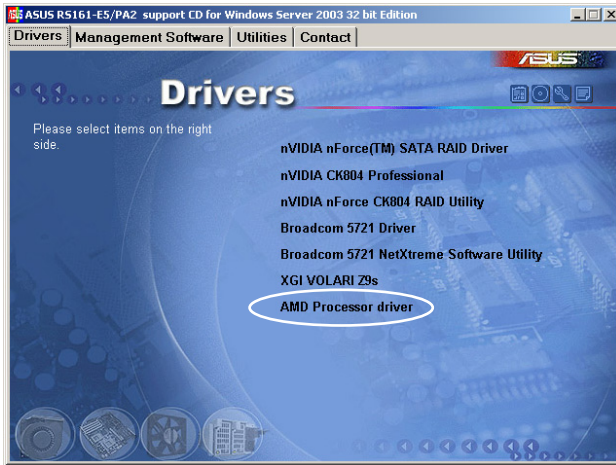 ASUS RS161-E5/PA2 support CD for Windows Server 2003 32 bit Edition
Drivers Management Software Utilities Contact
ASUS
Drivers
Please select items on the right
side.
nVIDIA nForce(TM) SATA RAID Driver
nVIDIA CK804 Professional
nVIDIA nForce CK804 RAID Utility
Broadcom 5721 Driver
Broadcom 5721 NetXtreme Software Utility
XGI VOLARI Z9s
AMD Processor driver